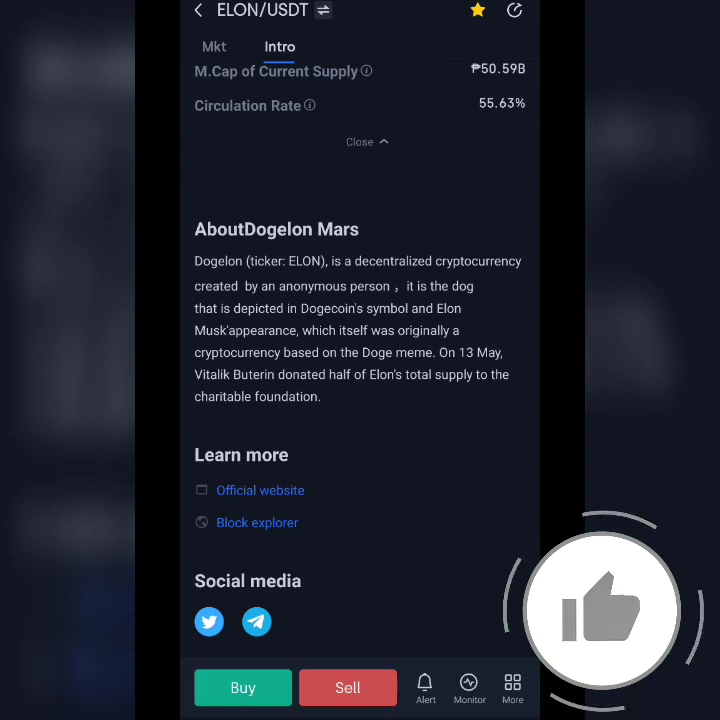 ELON/USDT
Mkt Intro
M.Cap of Current Supply ₱50.59B
Circulation Rate 55.63%
Close
AboutDogelon Mars
Dogelon (ticker: ELON), is a decentralized cryptocurrency
created by an anonymous person ，it is the dog
that is depicted in Dogecoin's symbol and Elon
Musk'appearance, which itself was originally a
cryptocurrency based on the Doge meme. On 13 May,
Vitalik Buterin donated half of Elon's total supply to the
charitable foundation.
Learn more
Official website
Block explorer
Social media
Buy Sell Alert Monitor More